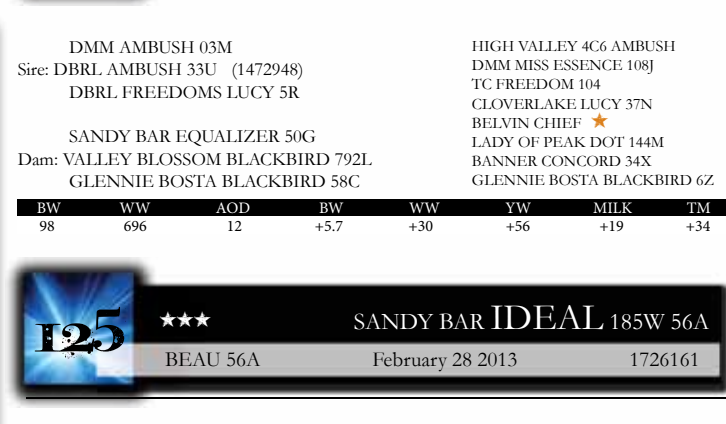 DMM AMBUSH 03M
Sire: DBRL AMBUSH 33U (1472948)
DBRL FREEDOMS LUCY 5R
SANDY BAR EQUALIZER 50G
Dam: VALLEY BLOSSOM BLACKBIRD 792L
GLENNIE BOSTA BLACKBIRD 58C
HIGH VALLEY 4C6 AMBUSH
DMM MISS ESSENCE 108J
TC FREEDOM 104
CLOVERLAKE LUCY 37N
BELVIN CHIEF
LADY OF PEAK DOT 144M
BANNER CONCORD 34X
GLENNIE BOSTA BLACKBIRD 6Z
BW WW AOD BW WW YW MILK TM
98 696 12 +5.7 +30 +56 +19 +34
125
SANDY BAR IDEAL 185W 56A
BEAU 56A February 28 2013 1726161